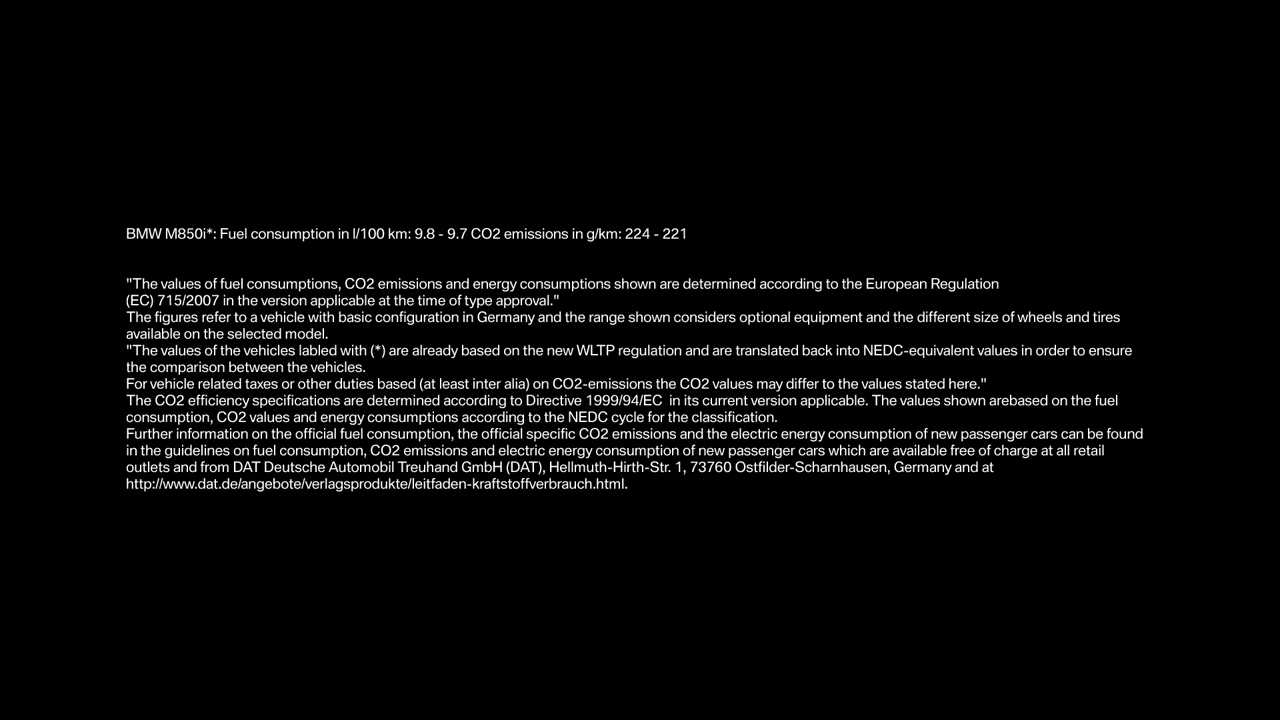 BMW M850i*: Fuel consumption in l/100 km: 9.8 - 9.7 CO2 emissions in g/km: 224 - 221
"The values of fuel consumptions, CO2 emissions and energy consumptions shown are determined according to the European Regulation
(EC) 715/2007 in the version applicable at the time of type approval."
The figures refer to a vehicle with basic configuration in Germany and the range shown considers optional equipment and the different size of wheels and tires
available on the selected model.
"The values of the vehicles labled with (*) are already based on the new WLTP regulation and are translated back into NEDC-equivalent values in order to ensure
the comparison between the vehicles.
For vehicle related taxes or other duties based (at least inter alia) on CO2-emissions the CO2 values may differ to the values stated here."
The CO2 efficiency specifications are determined according to Directive 1999/94/EC  in its current version applicable. The values shown arebased on the fuel
consumption, CO2 values and energy consumptions according to the NEDC cycle for the classification.
Further information on the official fuel consumption, the official specific CO2 emissions and the electric energy consumption of new passenger cars can be found
in the guidelines on fuel consumption, CO2 emissions and electric energy consumption of new passenger cars which are available free of charge at all retail
outlets and from DAT Deutsche Automobil Treuhand GmbH (DAT), Hellmuth-Hirth-Str. 1, 73760 Ostfilder-Scharnhausen, Germany and at
http://www.dat.de/angebote/verlagsprodukte/leitfaden-kraftstoffverbrauch.html.